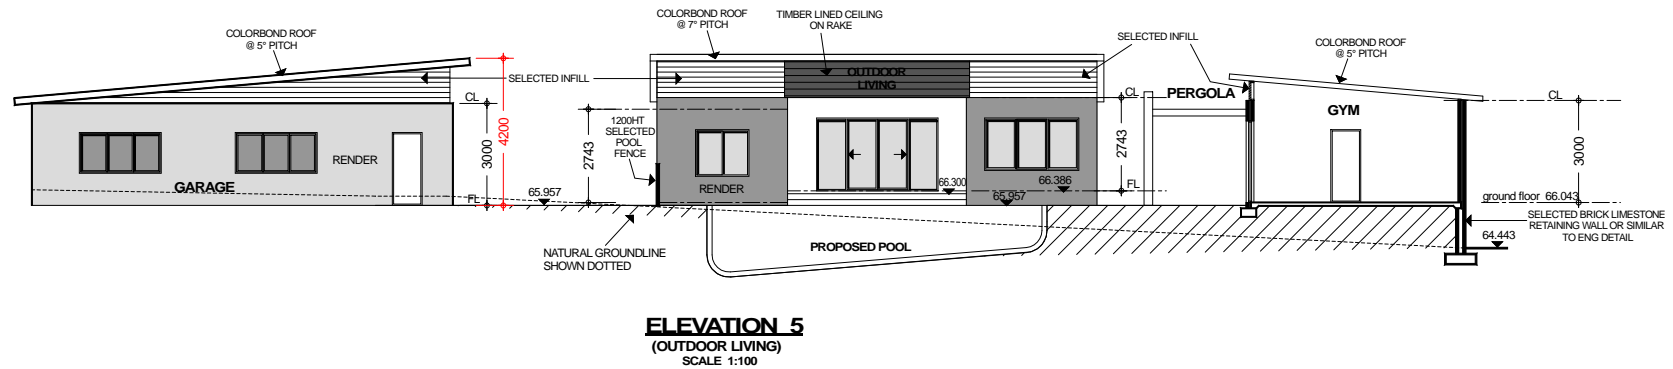 COLORBOND ROOF
@ 5° PITCH
COLORBOND ROOF
@ 7° PITCH
TIMBER LINED CEILING
ON RAKE
SELECTED INFILL
COLORBOND ROOF
@ 5° PITCH
SELECTED INFILL
OUTDOOR
LIVING
CL
4200
3000
FL
1200HT
SELECTED
POOL
FENCE
2743
RENDER
GARAGE
65.957
RENDER
66.300
65.957
66.386
CL
2743
FL
PERGOLA
GYM
CL
3000
ground floor 66.043
SELECTED BRICK LIMESTONE
RETAINING WALL OR SIMILAR
TO ENG DETAIL
64.443
NATURAL GROUNDLINE
SHOWN DOTTED
PROPOSED POOL
ELEVATION 5
(OUTDOOR LIVING)
SCALE 1:100